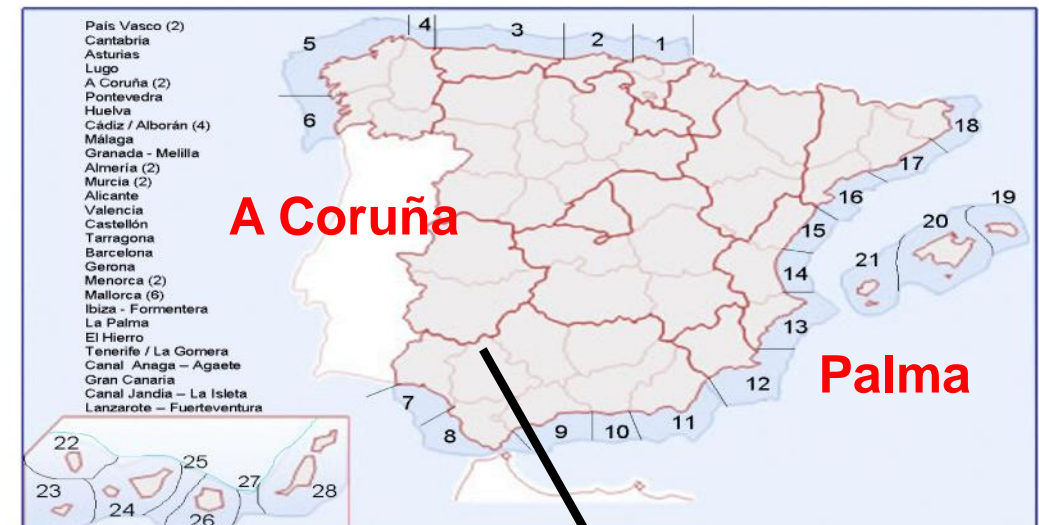 País Vasco (2)
Cantabria
Asturias
Lugo
A Coruña (2)
Pontevedra
Huelva
Cádiz / Alborán (4)
Málaga
Granada - Melilla
Almería (2)
Murcia (2)
Alicante
Valencia
Castellón
Tarragona
Barcelona
Gerona
Menorca (2)
Mallorca (6)
Ibiza - Formentera
La Palma
El Hierro
Tenerife / La Gomera
Canal Anaga – Agaete
Gran Canaria
Canal Jandia – La Isleta
Lanzarote – Fuerteventura
5
4
3
2
1
6
18
17
16
19
20
15
21
14
13
12
A Coruña
Palma
7
8
9
10
11
22
25
23
27
28
24
26